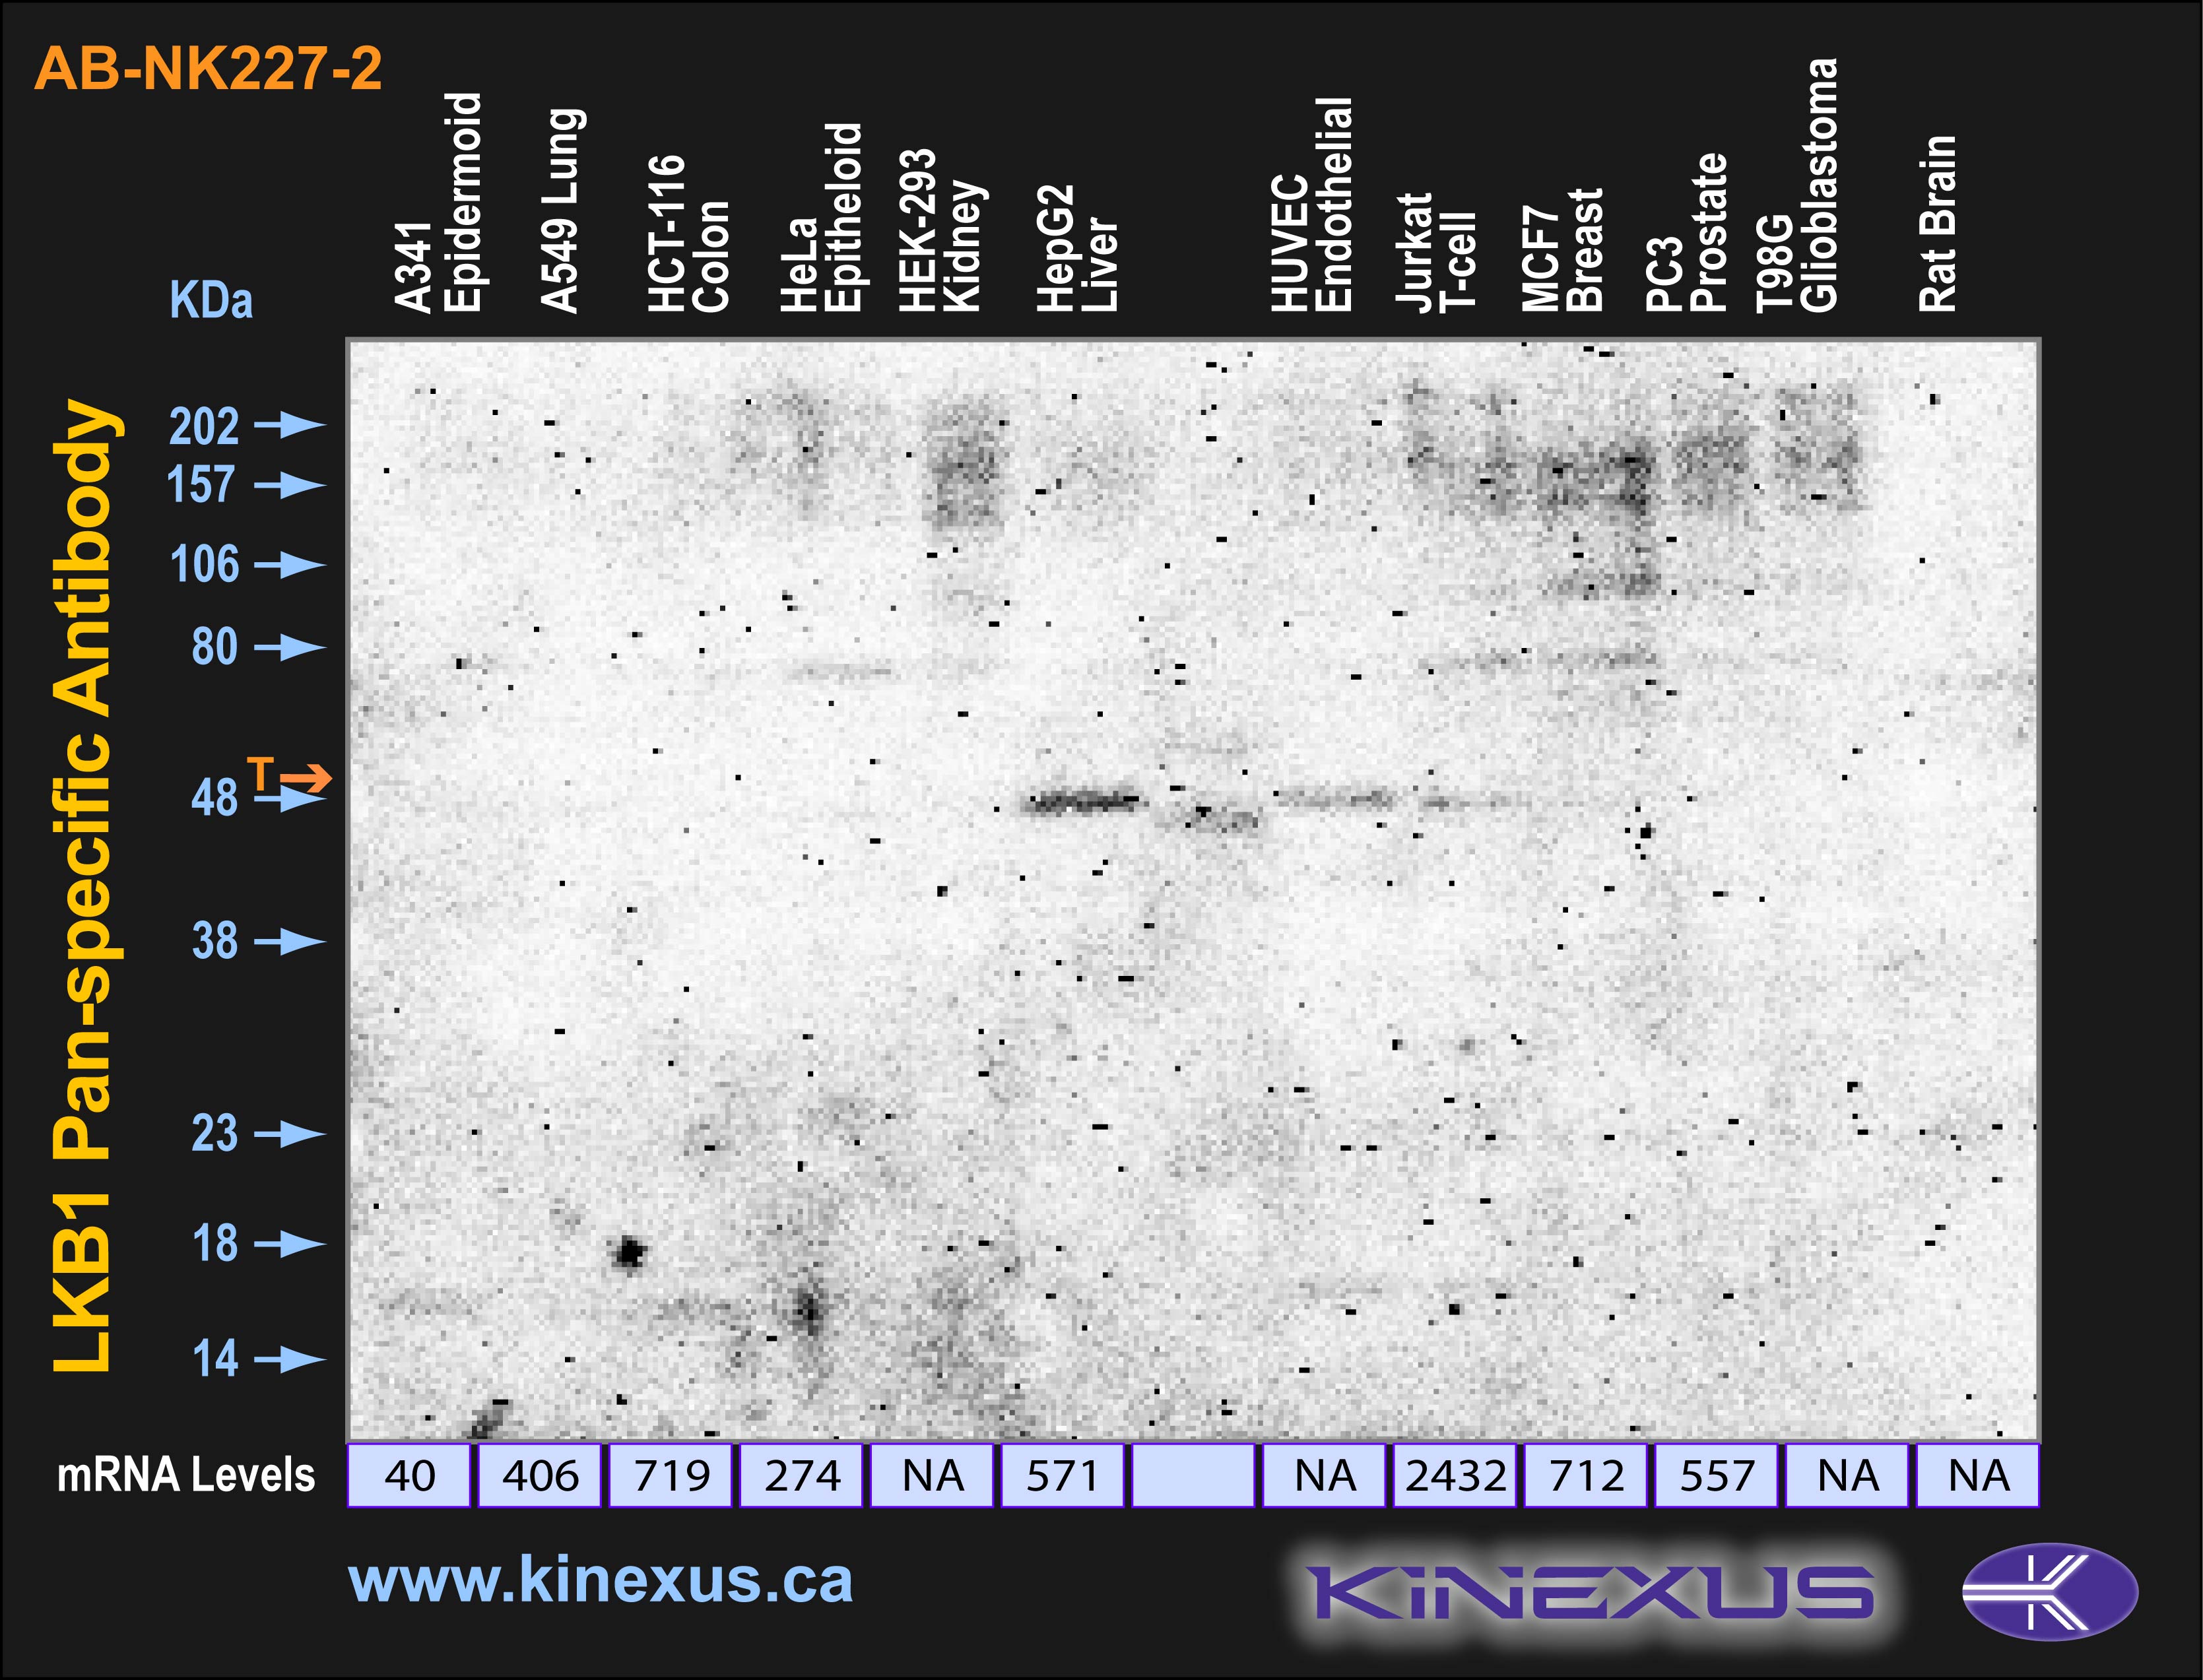 AB-NK227-2
A341
Epidermoid
A549 Lung
HCT-116
Colon
HeLa
Epitheloid
HEK-293
Kidney
HepG2
Liver
HUVEC
Endothelial
Jurkat
T-cell
MCF7
Breast
PC3
Prostate
T98G
Glioblastoma
Rat Brain
KDa
LKB1 Pan-specific Antibody
202
157
106
80
T
48
38
23
18
14
mRNA Levels 40 406 719 274 NA 571 NA 2432 712 557 NA NA
www.kinexus.ca
KiNEXUS
K